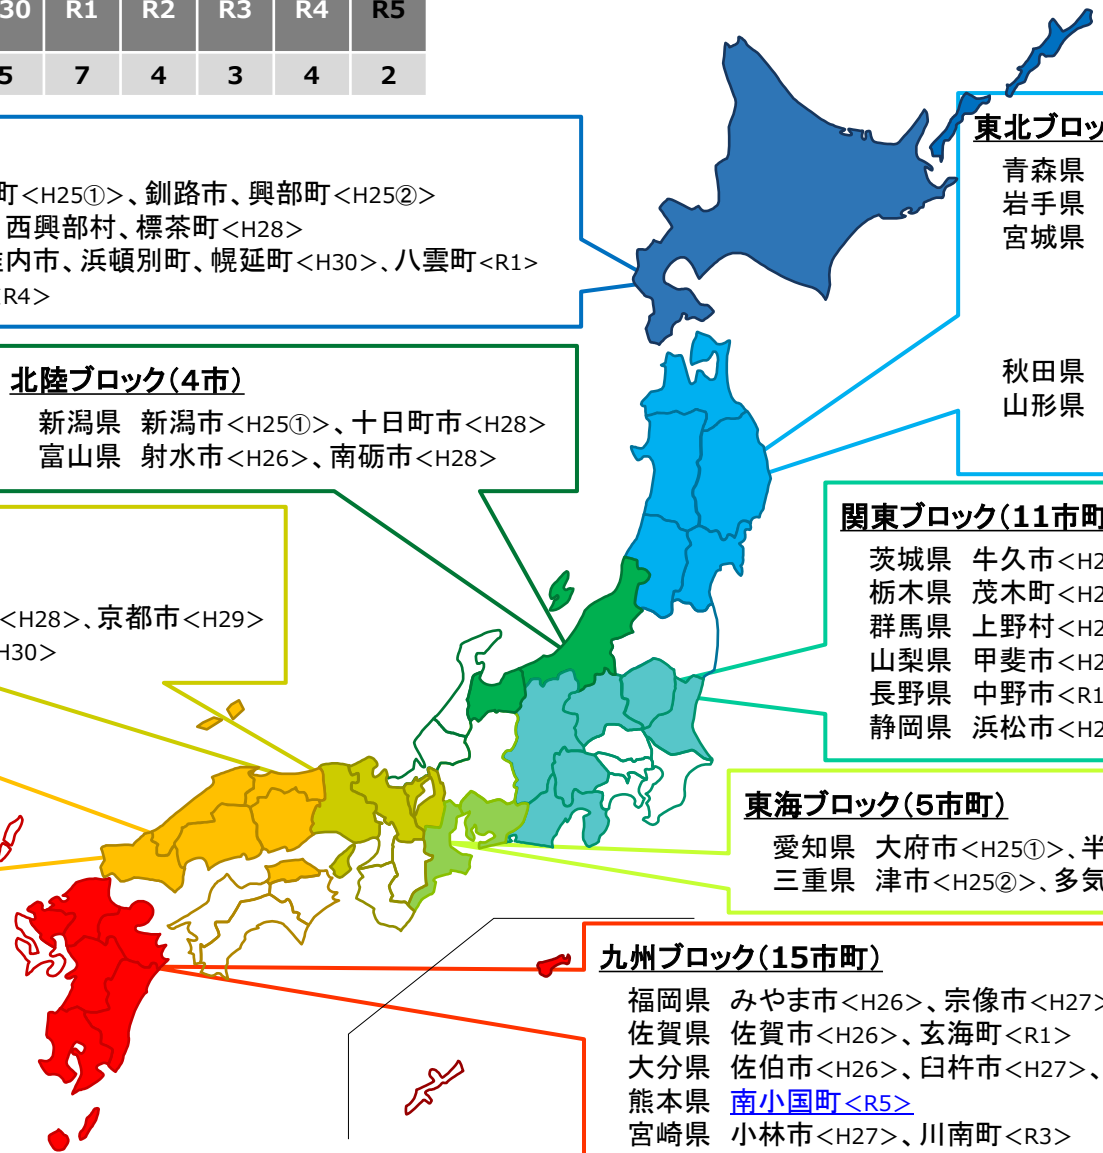 30 R1 R2 R3 R4 R5
5 7 4 3 4 2
町<H25①>、釧路市、興部町<H25②>
西興部村、標茶町<H28>
内市、浜頓別町、幌延町<H30>、八雲町<R1>
R4>
東北ブロッ
青森県
岩手県
宮城県
秋田県
山形県
北陸ブロック(4市)
新潟県 新潟市<H25①>、十日町市<H28>
富山県 射水市<H26>、南砺市<H28>
<H28>、京都市<H29>
H30>
関東ブロック(11市町
茨城県 牛久市<H2
栃木県 茂木町<H2
群馬県 上野村<H2
山梨県 甲斐市<H2
長野県 中野市<R1
静岡県 浜松市<H2
東海ブロック(5市町)
愛知県 大府市<H25①>、半
三重県 津市<H25②>、多気
九州ブロック(15市町)
福岡県 みやま市<H26>、宗像市<H27>
佐賀県 佐賀市<H26>、玄海町<R1>
大分県 佐伯市<H26>、臼杵市<H27>、
熊本県 南小国町<R5>
宮崎県 小林市<H27>、川南町<R3>